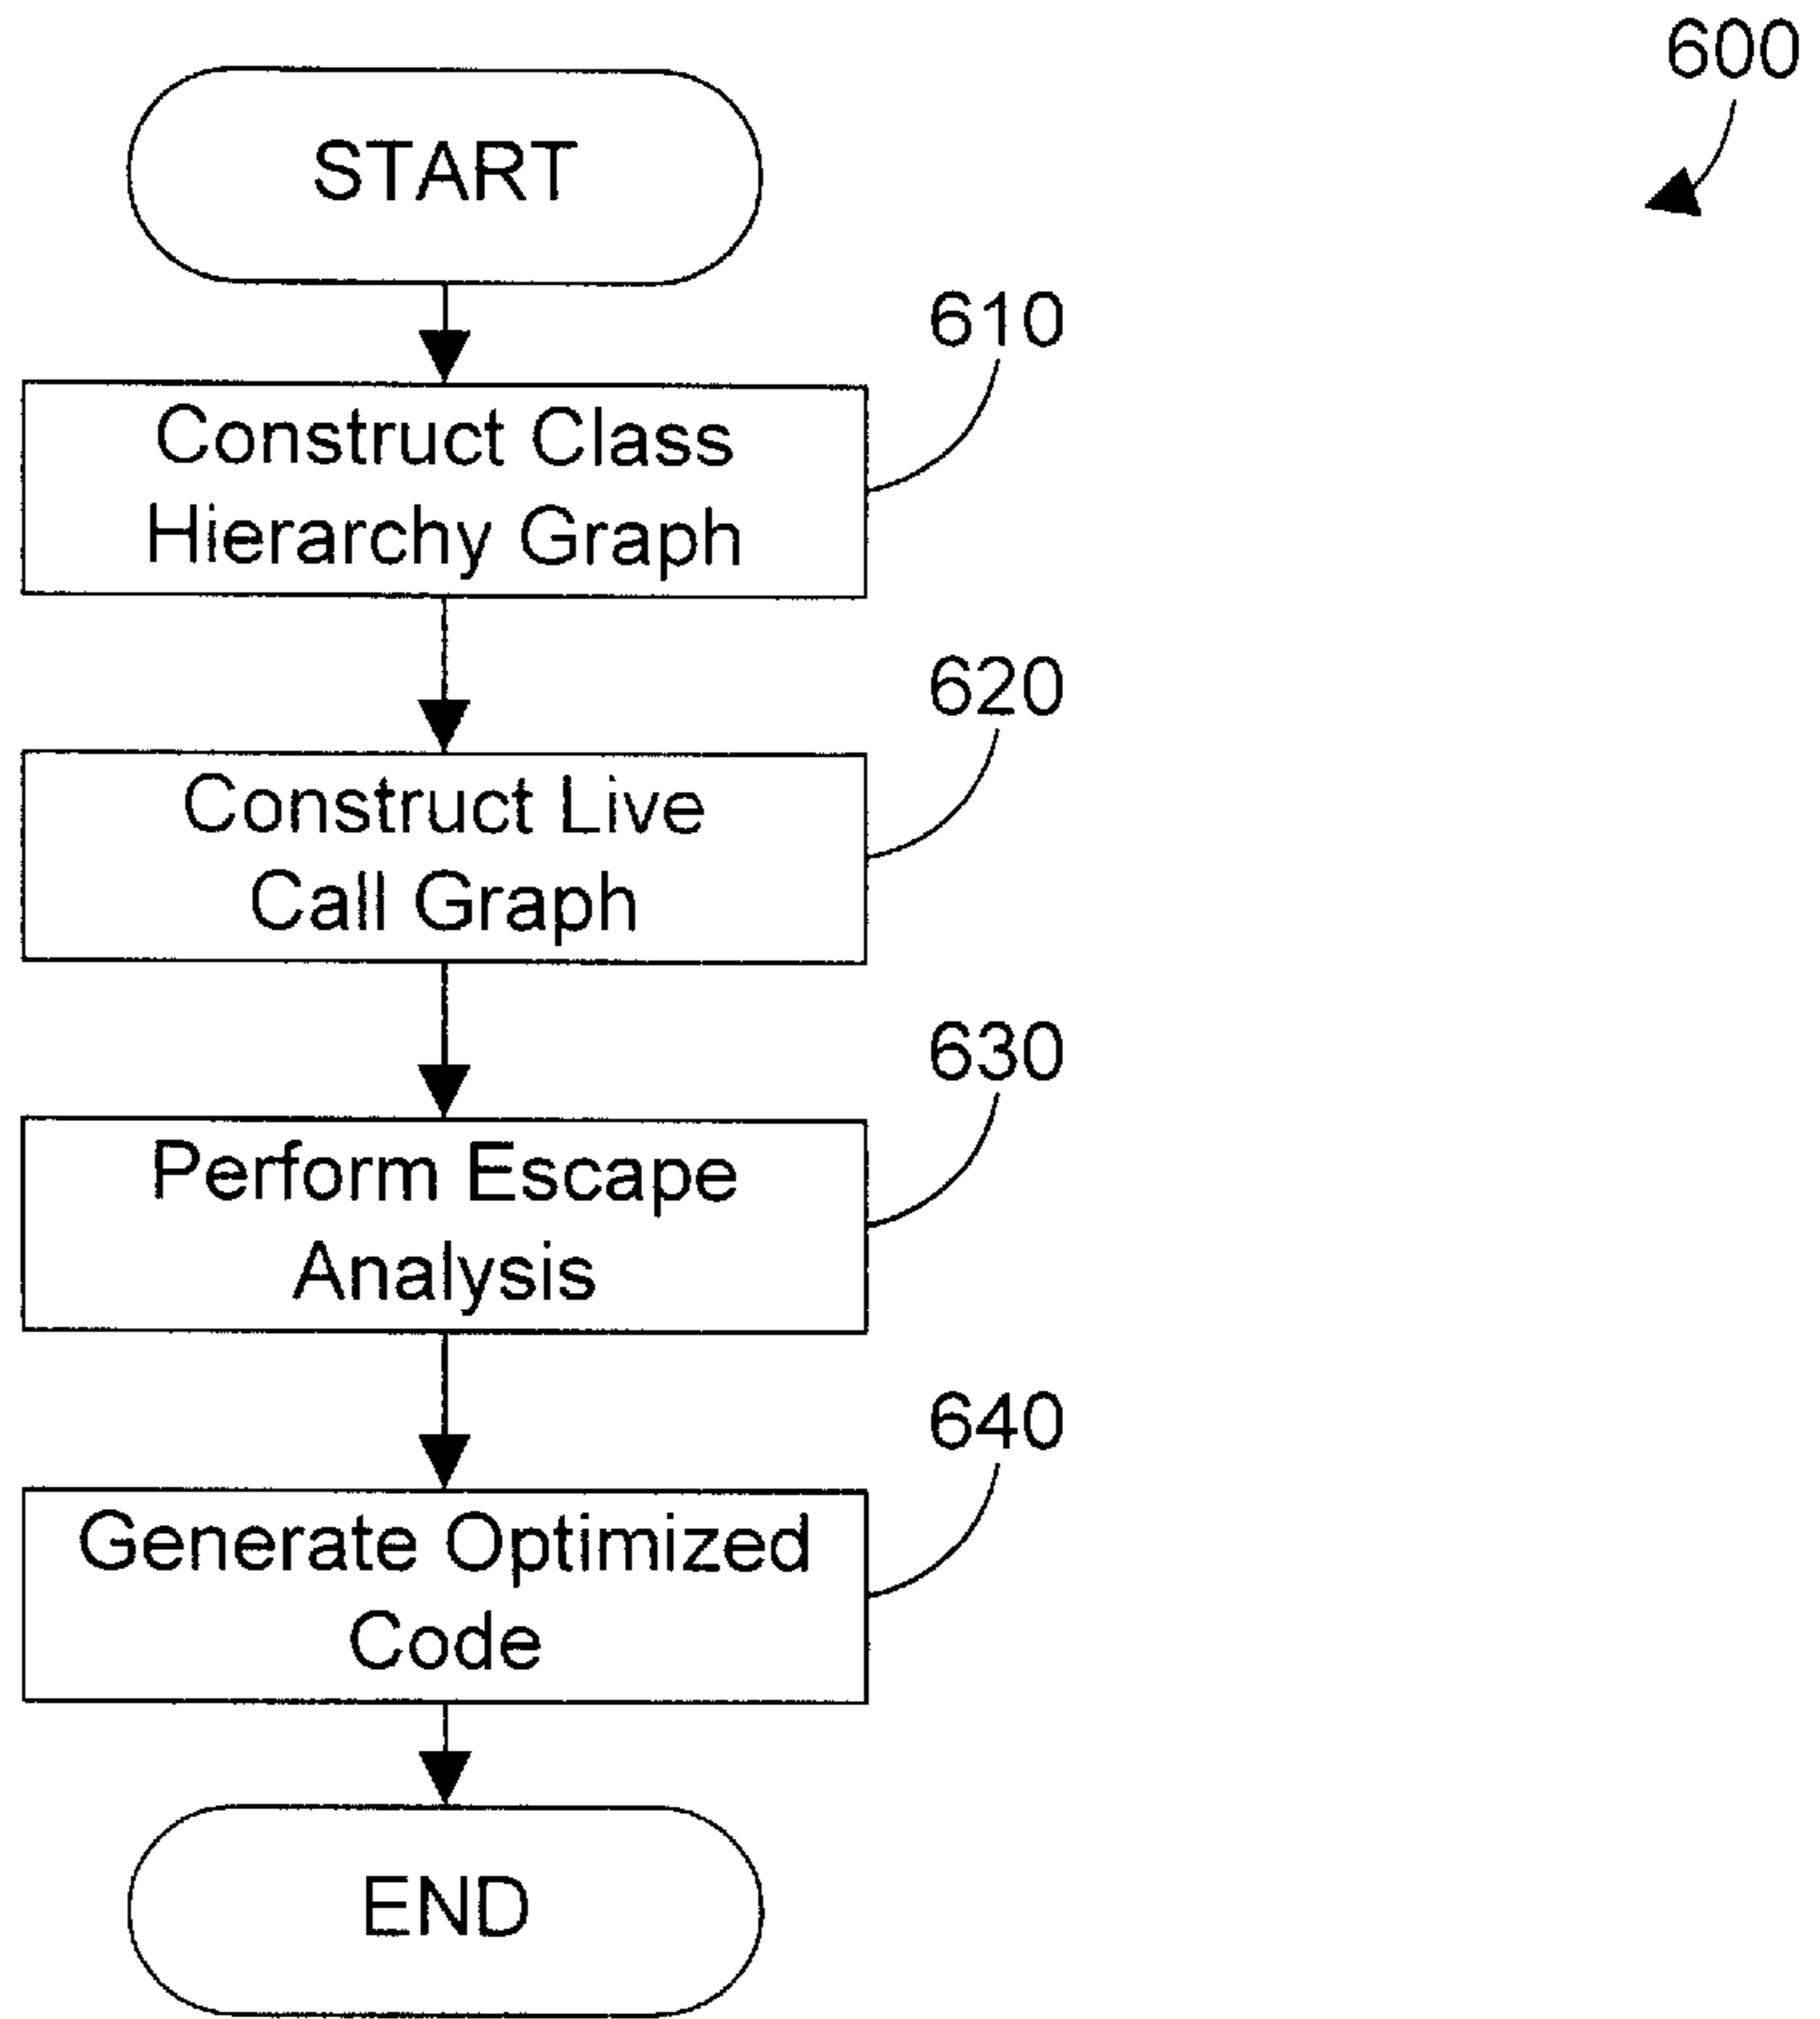 600
START
610
Construct Class
Hierarchy Graph
620
Construct Live
Call Graph
630
Perform Escape
Analysis
640
Generate Optimized
Code
END